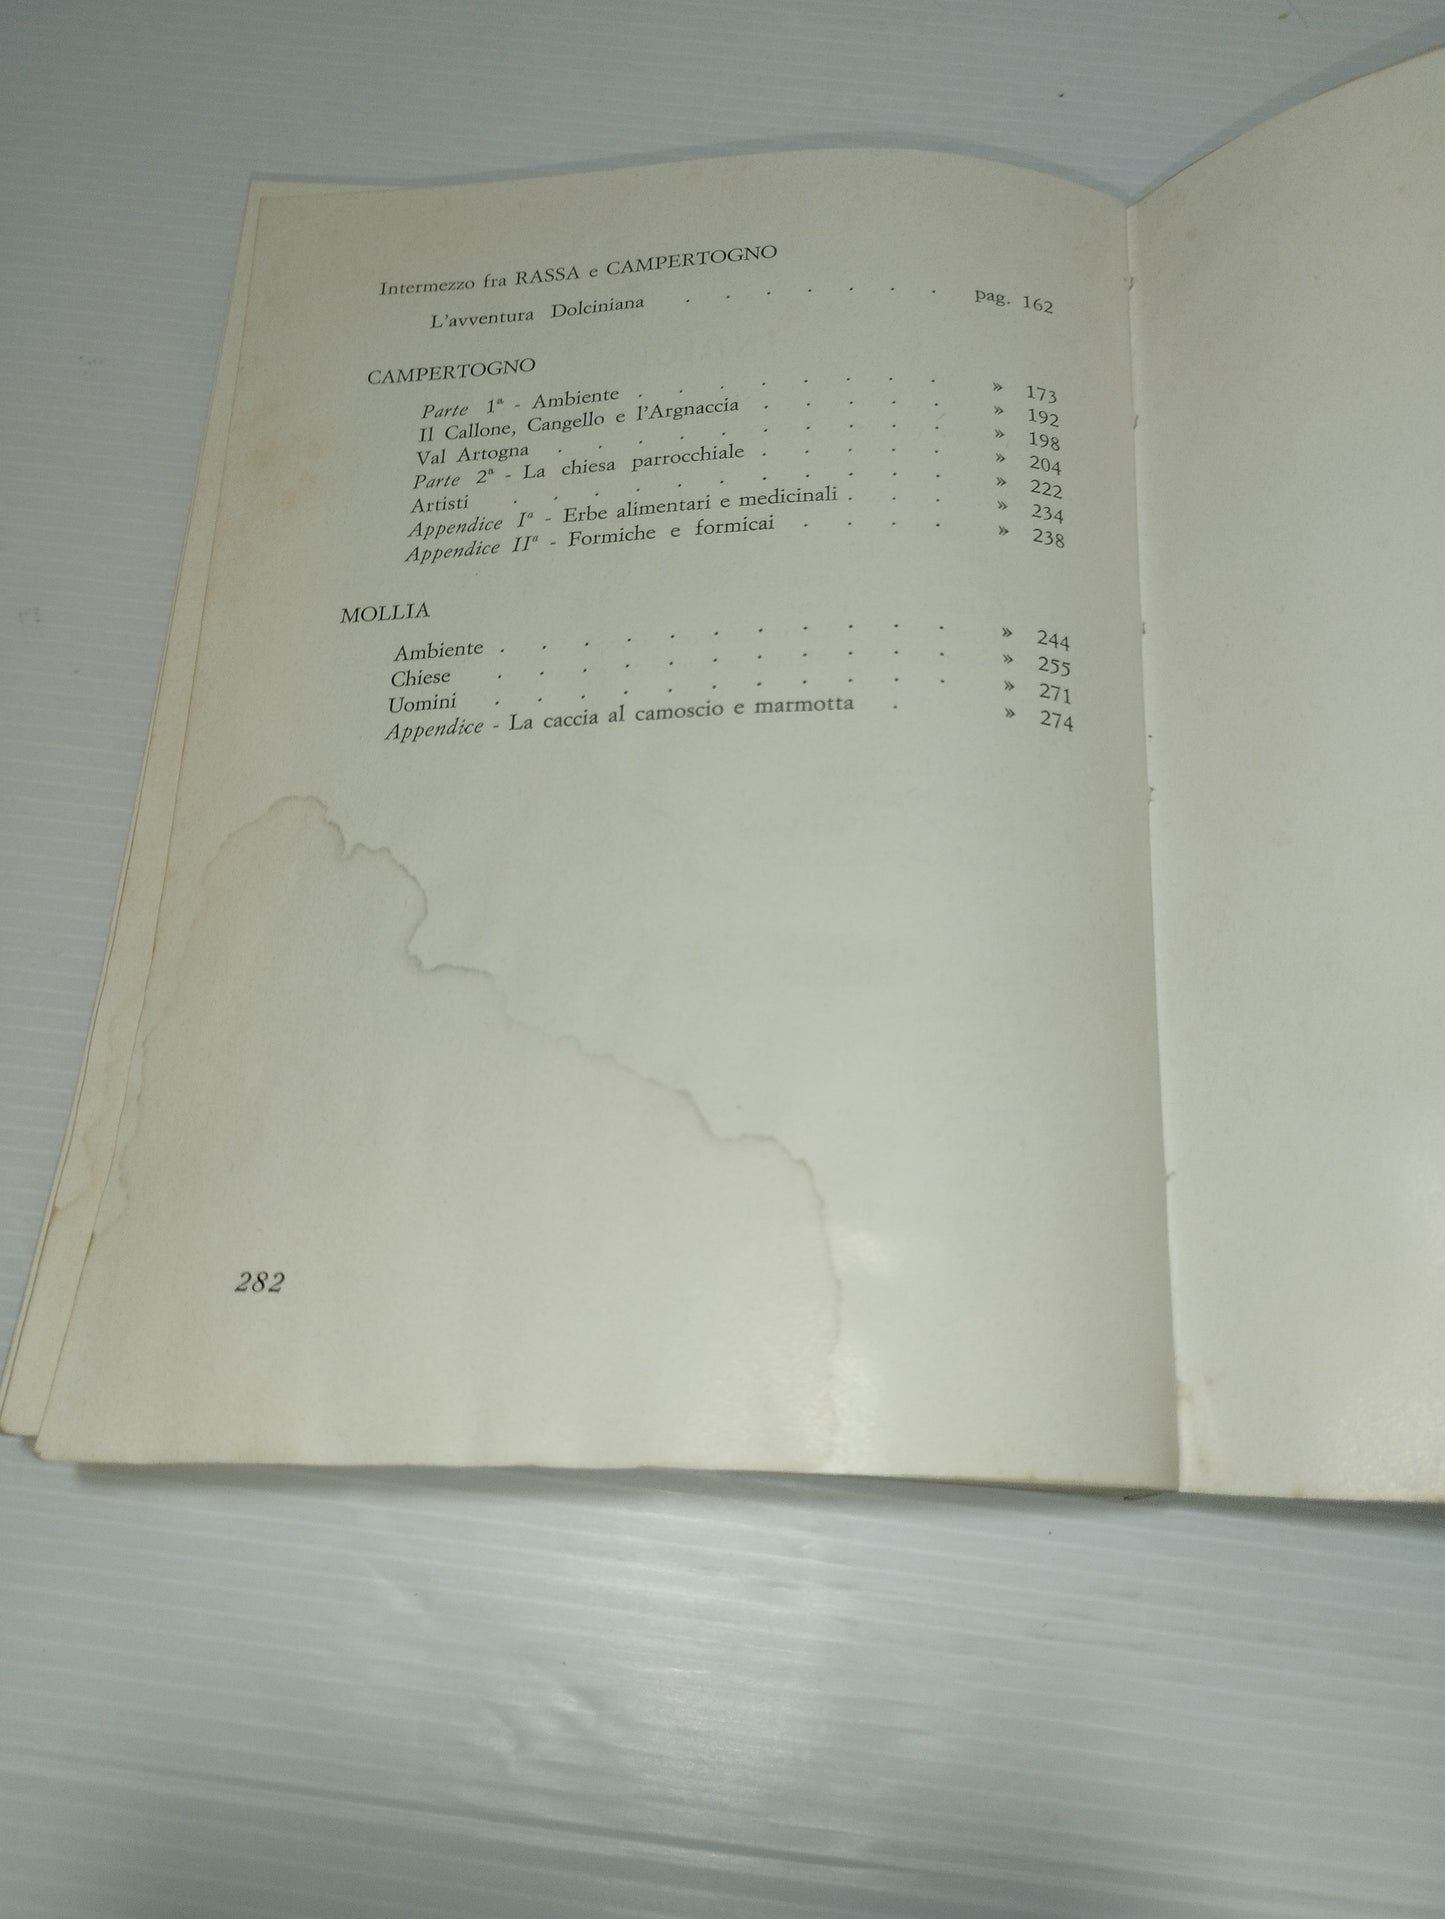 Intermezzo fra RASSA e CAMPERTOGNO
L'avventura Dolciniana . . . . . . . pag. 162
CAMPERTOGNO
Parte 1ª - Ambiente . . . . . . . . » 173
Il Callone, Cangello e l'Argnaccia . . . . . » 192
Val Artogna . . . . . . . . . . » 198
Parte 2ª - La chiesa parrocchiale . . . . . » 204
Artisti . . . . . . . . . . . » 222
Appendice Iª - Erbe alimentari e medicinali . . . » 234
Appendice IIª - Formiche e formicai . . . . » 238
MOLLIA
Ambiente . . . . . . . . . . . » 244
Chiese . . . . . . . . . . . » 255
Uomini . . . . . . . . . . . » 271
Appendice - La caccia al camoscio e marmotta . » 274
282